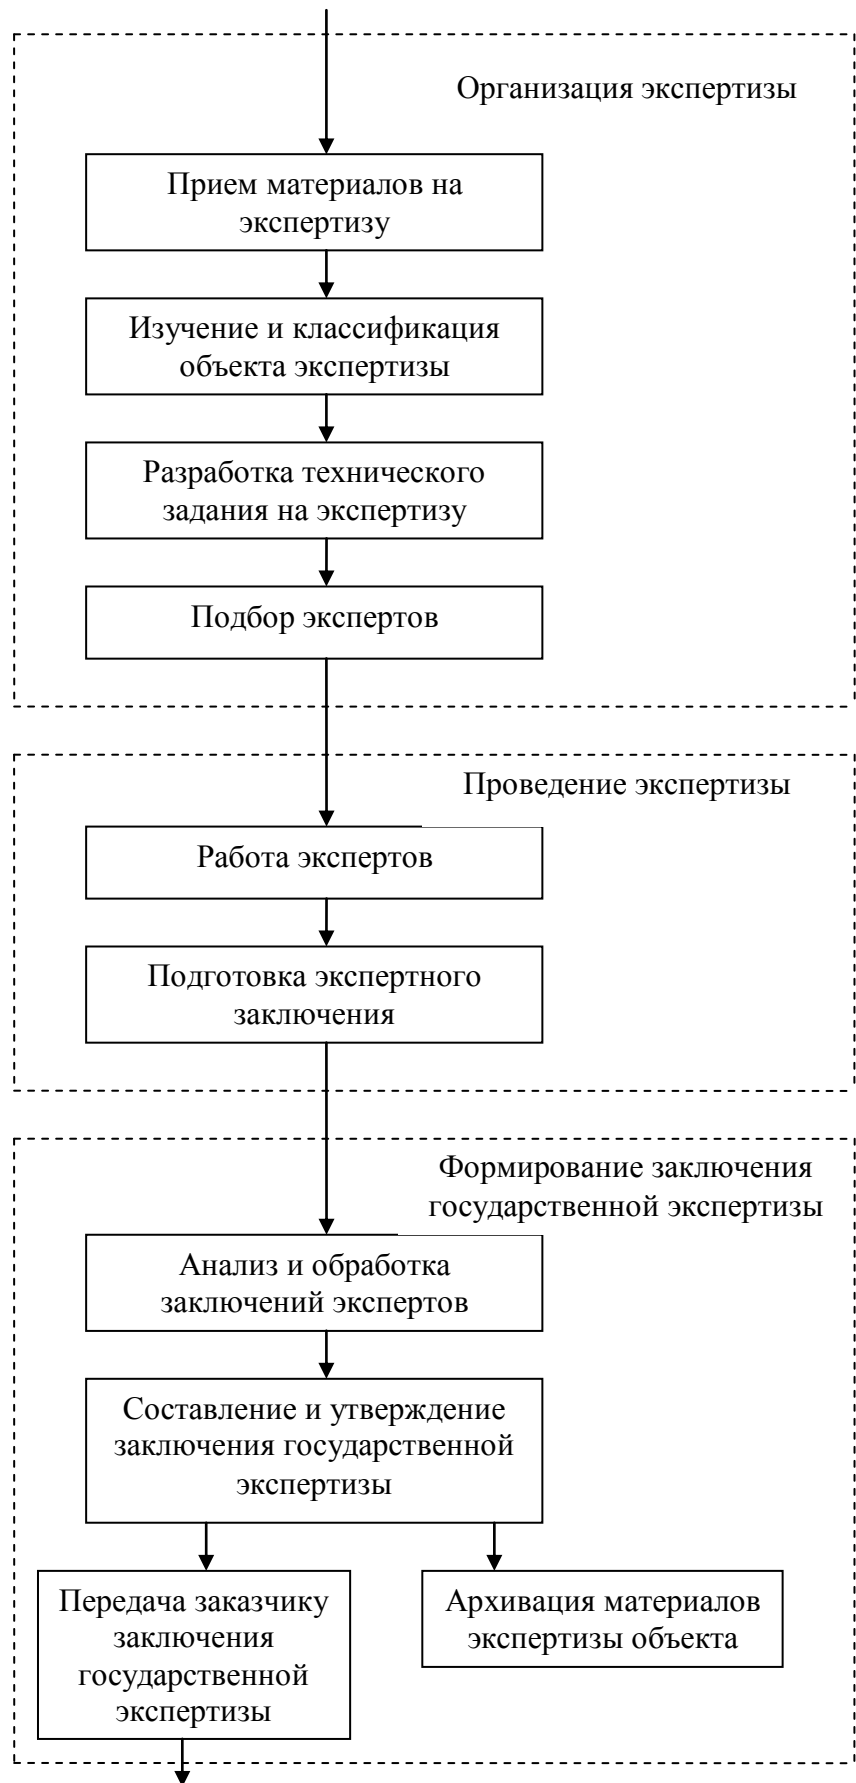 Организация экспертизы
Прием материалов на
экспертизу
Изучение и классификация
объекта экспертизы
Разработка технического
задания на экспертизу
Подбор экспертов
Проведение экспертизы
Работа экспертов
Подготовка экспертного
заключения
Формирование заключения
государственной экспертизы
Анализ и обработка
заключений экспертов
Составление и утверждение
заключения государственной
экспертизы
Передача заказчику
заключения
государственной
экспертизы
Архивация материалов
экспертизы объекта